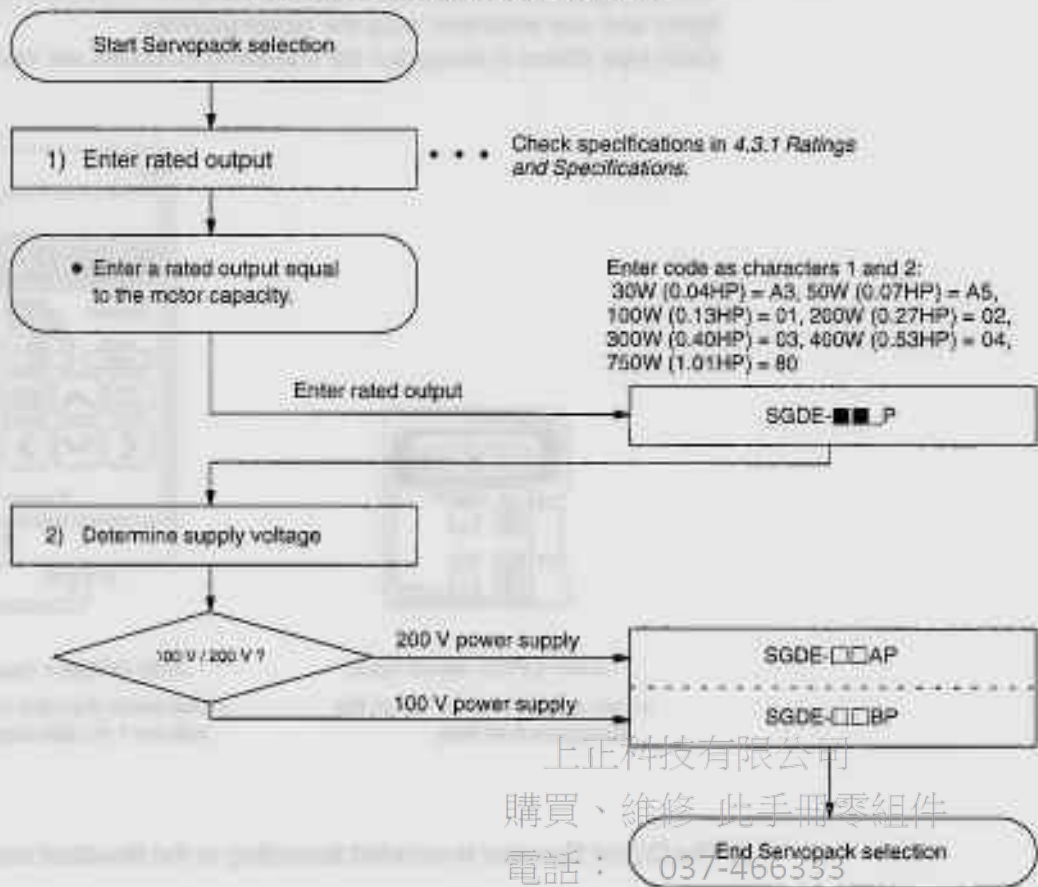 Start Servopack selection
1) Enter rated output
• • • Check specifications in 4.3.1 Ratings
and Specifications.
• Enter a rated output equal
to the motor capacity.
Enter code as characters 1 and 2:
30W (0.04HP) = A3, 50W (0.07HP) = A5,
100W (0.13HP) = 01, 200W (0.27HP) = 02,
300W (0.40HP) = 03, 400W (0.53HP) = 04,
750W (1.01HP) = 80
Enter rated output
SGDE-■■□P
2) Determine supply voltage
100 V / 200 V ?
200 V power supply
SGDE-□□AP
100 V power supply
SGDE-□□BP
上正科技有限公司
購買、維修 此手冊零組件
電話： 037-466333
End Servopack selection